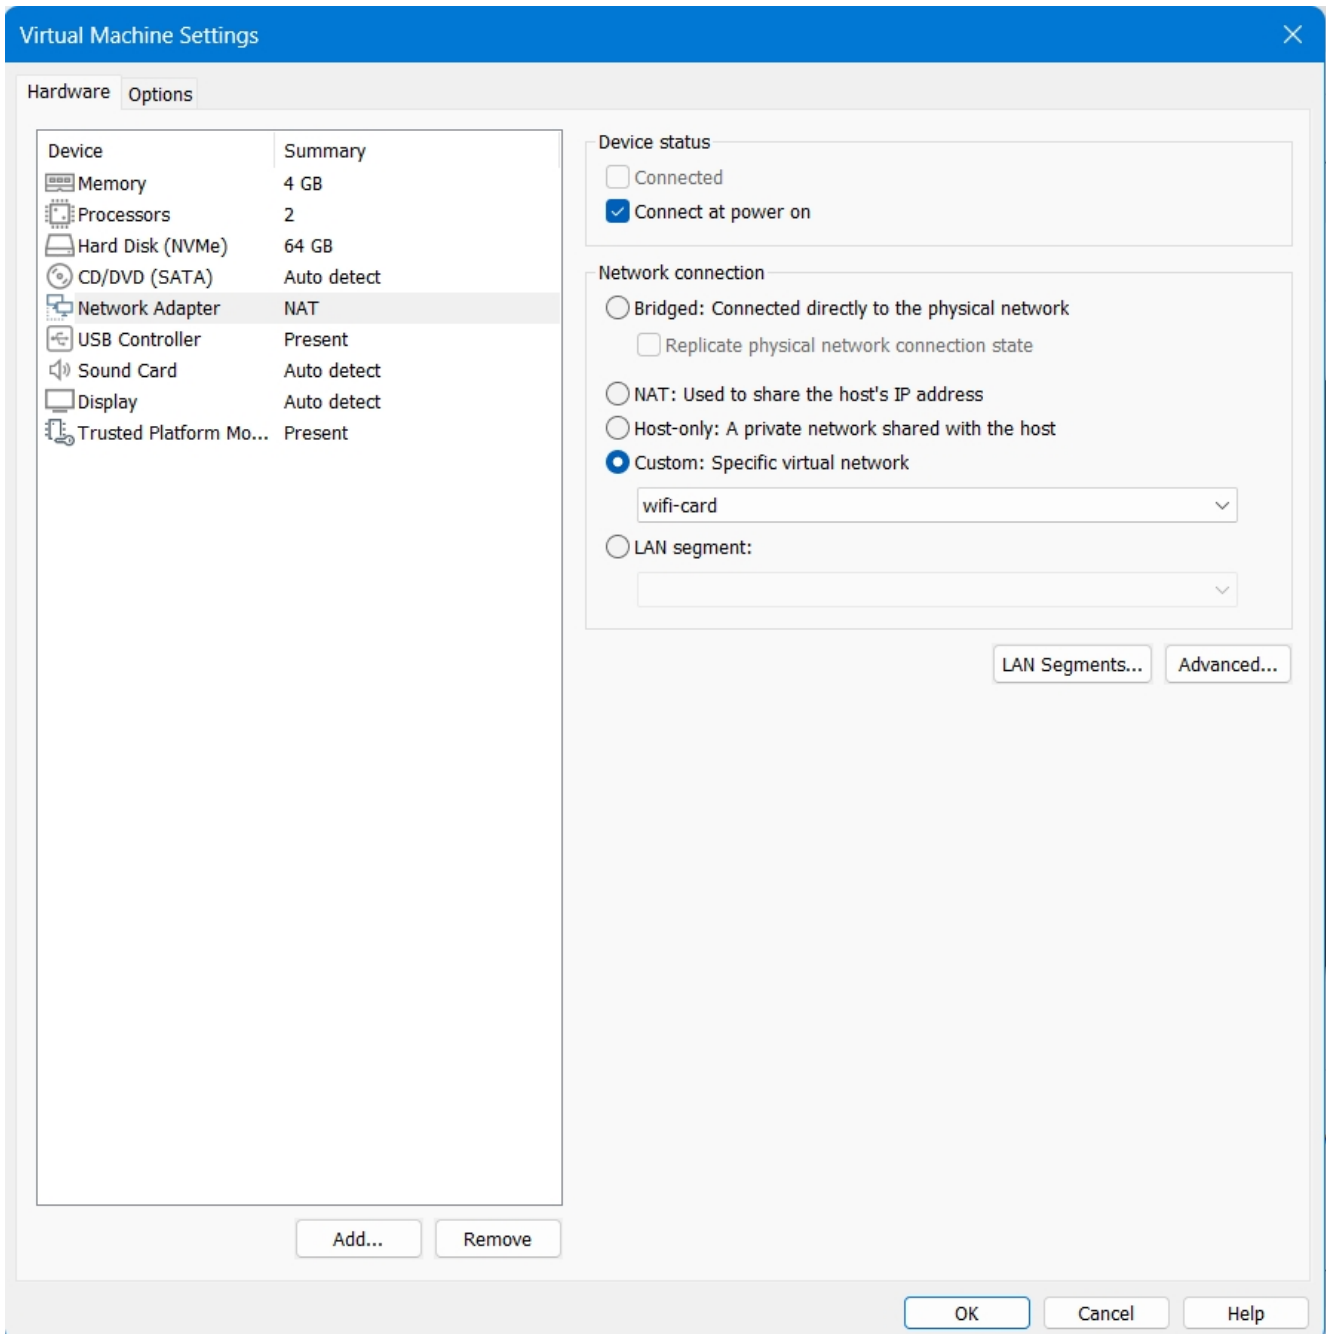 Virtual Machine Settings
Hardware Options
Device Summary
Memory 4 GB
Processors 2
Hard Disk (NVMe) 64 GB
CD/DVD (SATA) Auto detect
Network Adapter NAT
USB Controller Present
Sound Card Auto detect
Display Auto detect
Trusted Platform Mo... Present
Add... Remove
Device status
Connected
Connect at power on
Network connection
Bridged: Connected directly to the physical network
Replicate physical network connection state
NAT: Used to share the host's IP address
Host-only: A private network shared with the host
Custom: Specific virtual network
wifi-card
LAN segment:
LAN Segments... Advanced...
OK Cancel Help